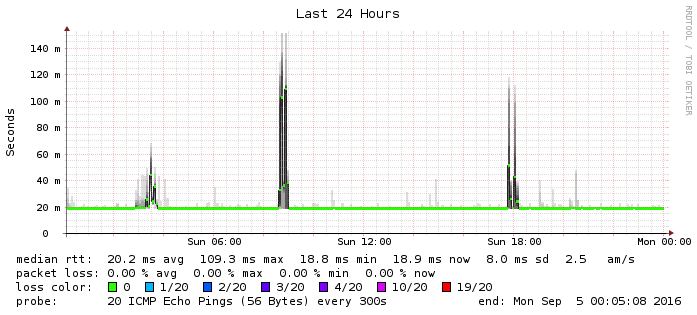 Last 24 Hours
RRDTOOL / TOBI OETIKER
Seconds
140 m
120 m
100 m
80 m
60 m
40 m
20 m
0
Sun 06:00 Sun 12:00 Sun 18:00 Mon 00:00
median rtt: 20.2 ms avg 109.3 ms max 18.8 ms min 18.9 ms now 8.0 ms sd 2.5 am/s
packet loss: 0.00 % avg 0.00 % max 0.00 % min 0.00 % now
loss color: 0 1/20 2/20 3/20 4/20 10/20 19/20
probe: 20 ICMP Echo Pings (56 Bytes) every 300s end: Mon Sep 5 00:05:08 2016